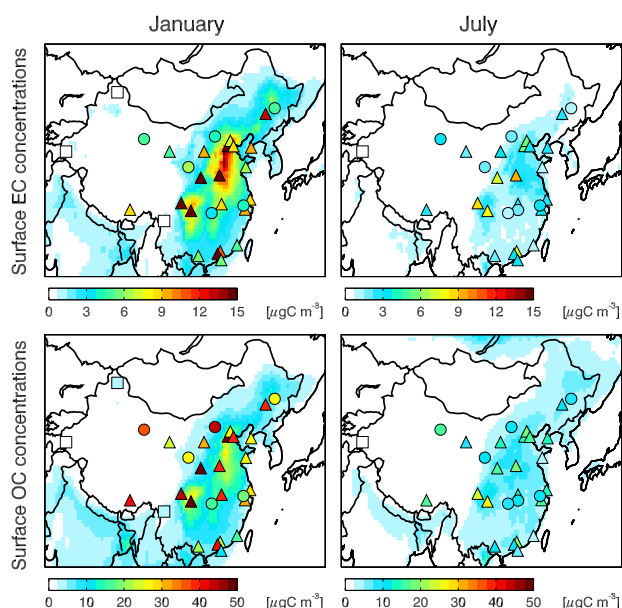 January
July
Surface EC concentrations
0 3 6 9 12 15 [μgC m⁻³]
0 3 6 9 12 15 [μgC m⁻³]
Surface OC concentrations
0 10 20 30 40 50 [μgC m⁻³]
0 10 20 30 40 50 [μgC m⁻³]